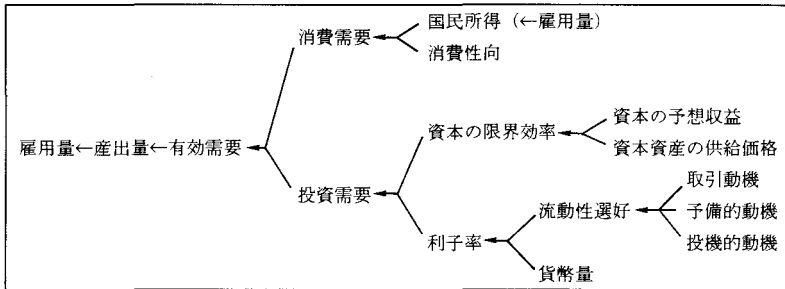 国民所得（←雇用量）
消費需要
消費性向
資本の予想収益
資本の限界効率
雇用量←産出量←有効需要
資本資産の供給価格
取引動機
投資需要
流動性選好
予備的動機
利子率
投機的動機
貨幣量